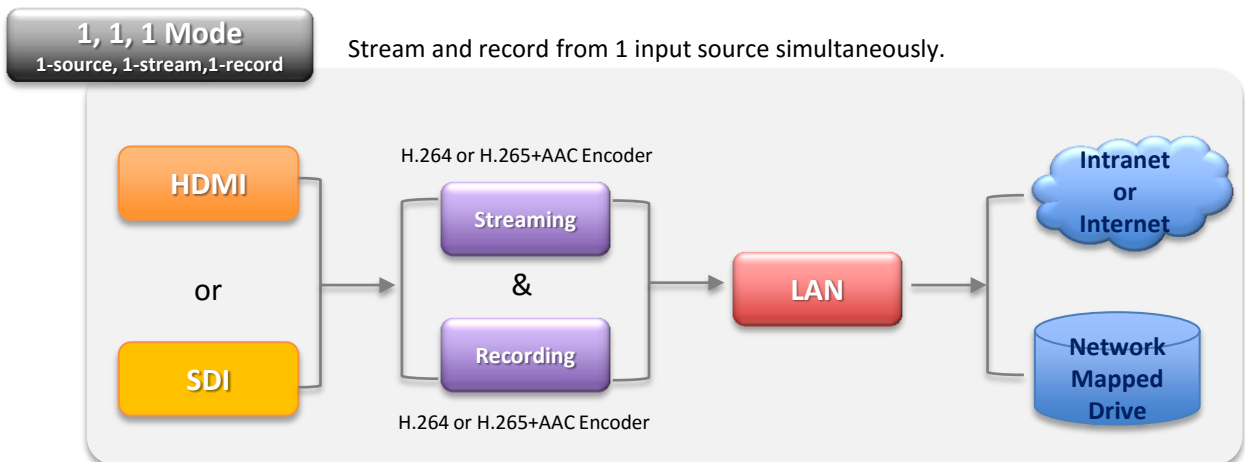 1, 1, 1 Mode
1-source, 1-stream,1-record
Stream and record from 1 input source simultaneously.
HDMI
or
SDI
H.264 or H.265+AAC Encoder
Streaming
&
Recording
H.264 or H.265+AAC Encoder
LAN
Intranet
or
Internet
Network
Mapped
Drive